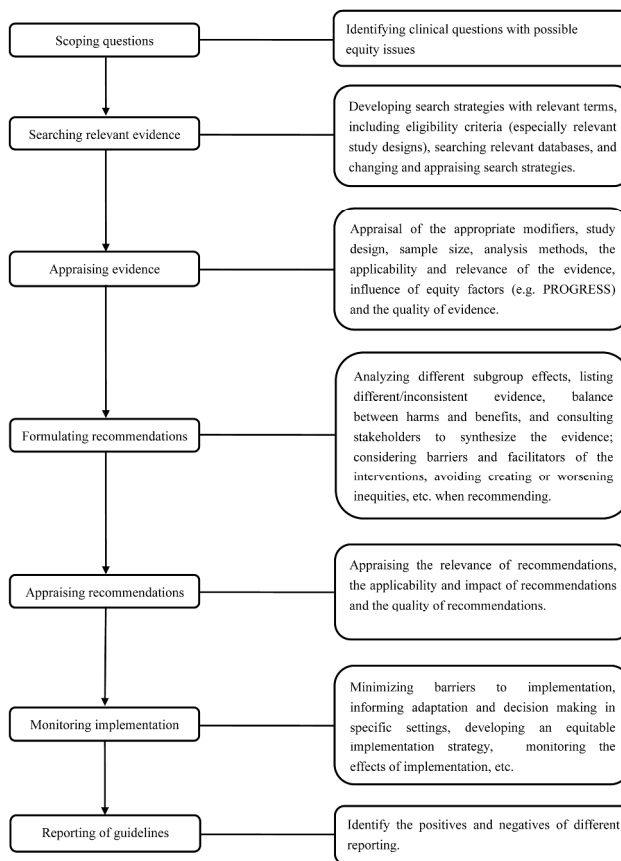 Scoping questions
Identifying clinical questions with possible
equity issues
Searching relevant evidence
Developing search strategies with relevant terms,
including eligibility criteria (especially relevant
study designs), searching relevant databases, and
changing and appraising search strategies.
Appraising evidence
Appraisal of the appropriate modifiers, study
design, sample size, analysis methods, the
applicability and relevance of the evidence,
influence of equity factors (e.g. PROGRESS)
and the quality of evidence.
Formulating recommendations
Analyzing different subgroup effects, listing
different/inconsistent evidence, balance
between harms and benefits, and consulting
stakeholders to synthesize the evidence;
considering barriers and facilitators of the
interventions, avoiding creating or worsening
inequities, etc. when recommending.
Appraising recommendations
Appraising the relevance of recommendations,
the applicability and impact of recommendations
and the quality of recommendations.
Monitoring implementation
Minimizing barriers to implementation,
informing adaptation and decision making in
specific settings, developing an equitable
implementation strategy, monitoring the
effects of implementation, etc.
Reporting of guidelines
Identify the positives and negatives of different
reporting.